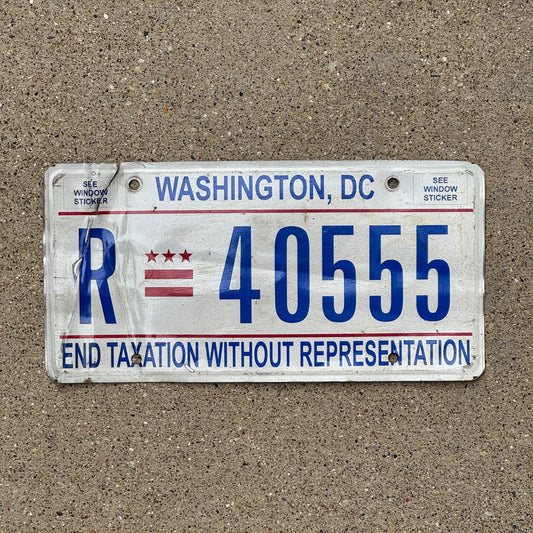 SEE
WINDOW
STICKER
WASHINGTON, DC
SEE
WINDOW
STICKER
R 40555
END TAXATION WITHOUT REPRESENTATION